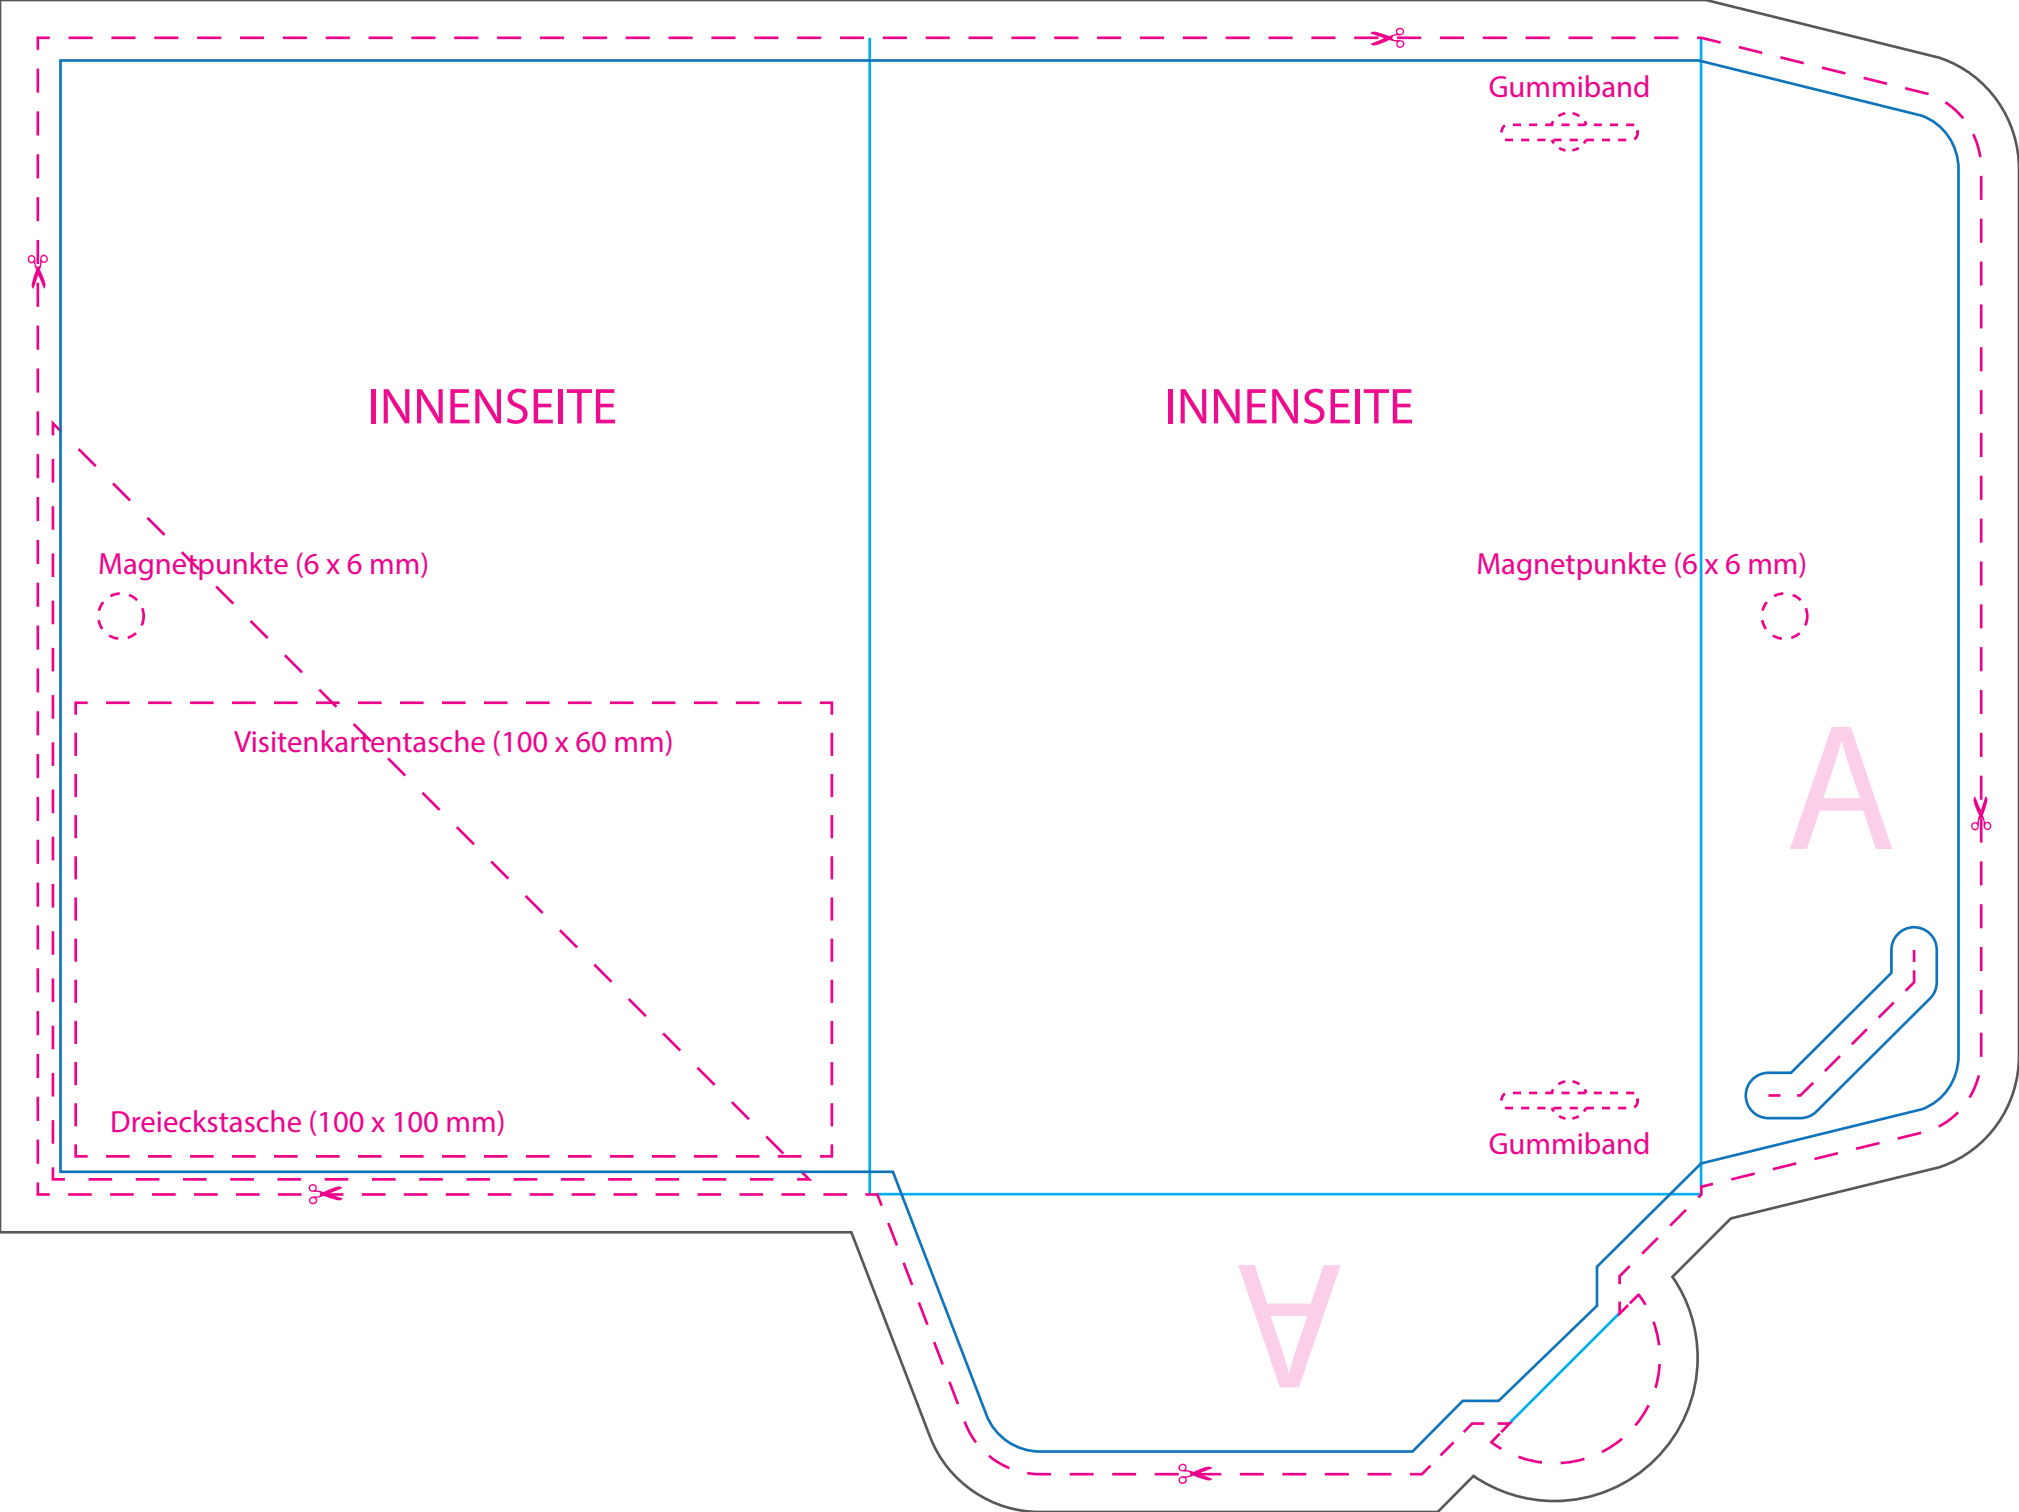 Gummiband
INNENSEITE
INNENSEITE
Magnetpunkte (6 x 6 mm)
Magnetpunkte (6 x 6 mm)
Visitenkartentasche (100 x 60 mm)
A
Dreieckstasche (100 x 100 mm)
Gummiband
A